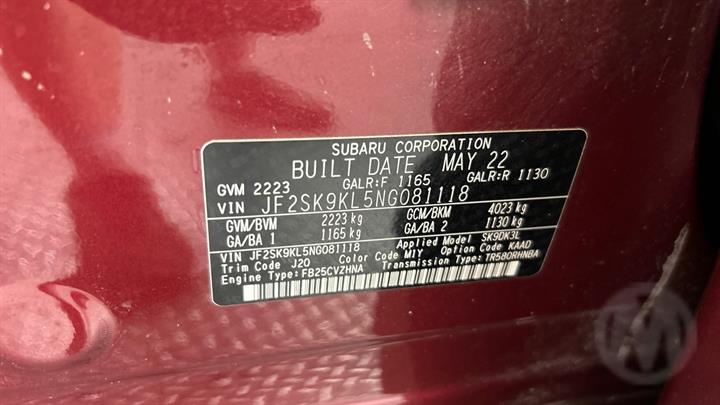 SUBARU CORPORATION
BUILT DATE MAY 22
GVM 2223 GALR:F 1165 GALR:R 1130
VIN JF2SK9KL5NG081118
GVM/BVM 2223 kg GCM/BKM 4023 kg
GA/BA 1 1165 kg GA/BA 2 1130 kg
VIN JF2SK9KL5NG081118 Applied Model SK9DK3L
Trim Code J20 Color Code M1Y Option Code KAAD
Engine Type: FB25CVZHNA Transmission Type: TR580RHNBA
M